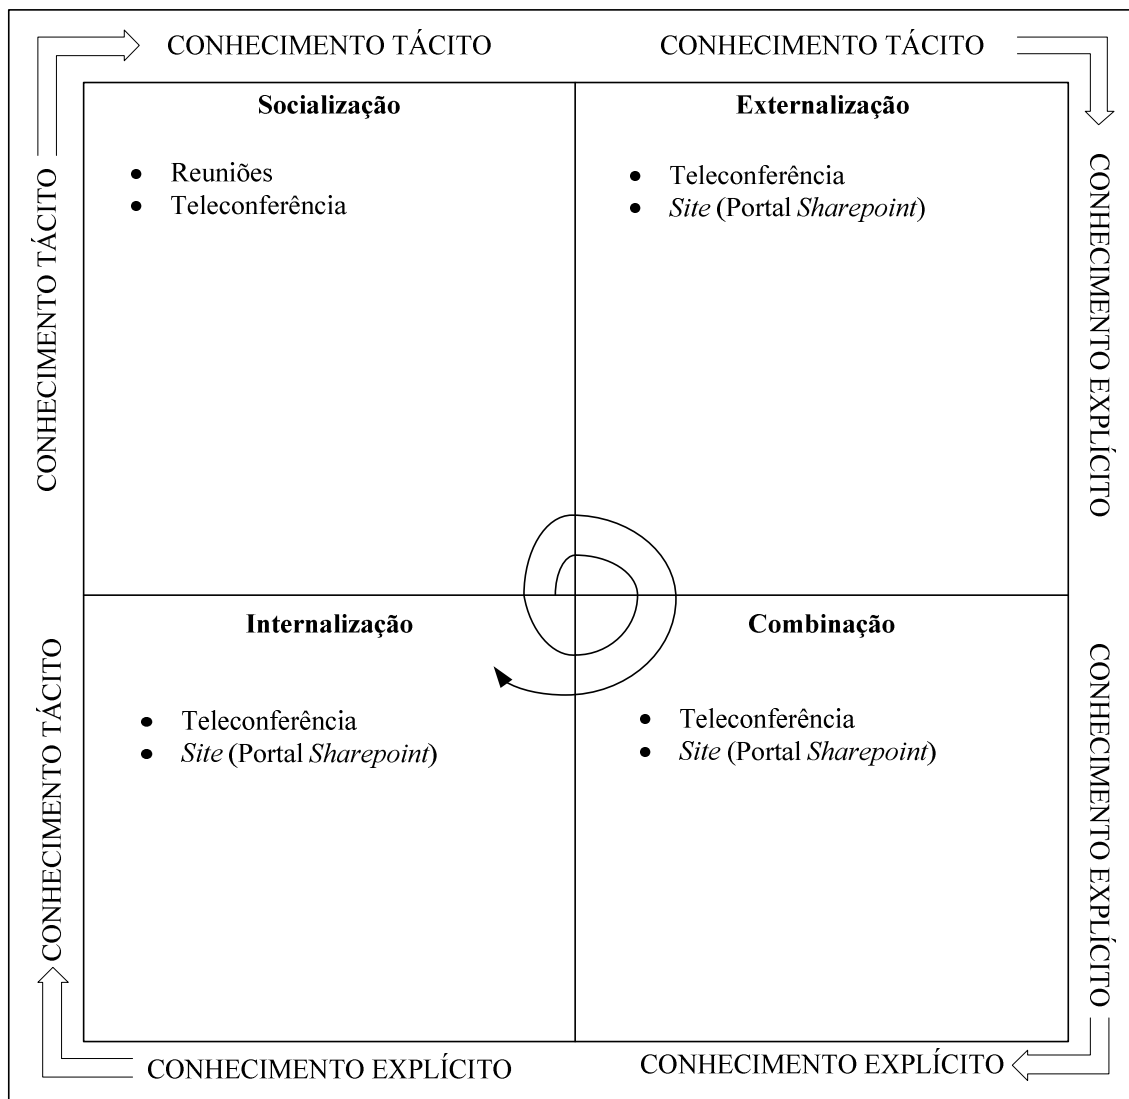 CONHECIMENTO TÁCITO
CONHECIMENTO TÁCITO
CONHECIMENTO TÁCITO
Socialização
• Reuniões
• Teleconferência
Externalização
• Teleconferência
• Site (Portal Sharepoint)
CONHECIMENTO EXPLÍCITO
CONHECIMENTO TÁCITO
Internalização
• Teleconferência
• Site (Portal Sharepoint)
Combinação
• Teleconferência
• Site (Portal Sharepoint)
CONHECIMENTO EXPLÍCITO
CONHECIMENTO EXPLÍCITO
CONHECIMENTO EXPLÍCITO